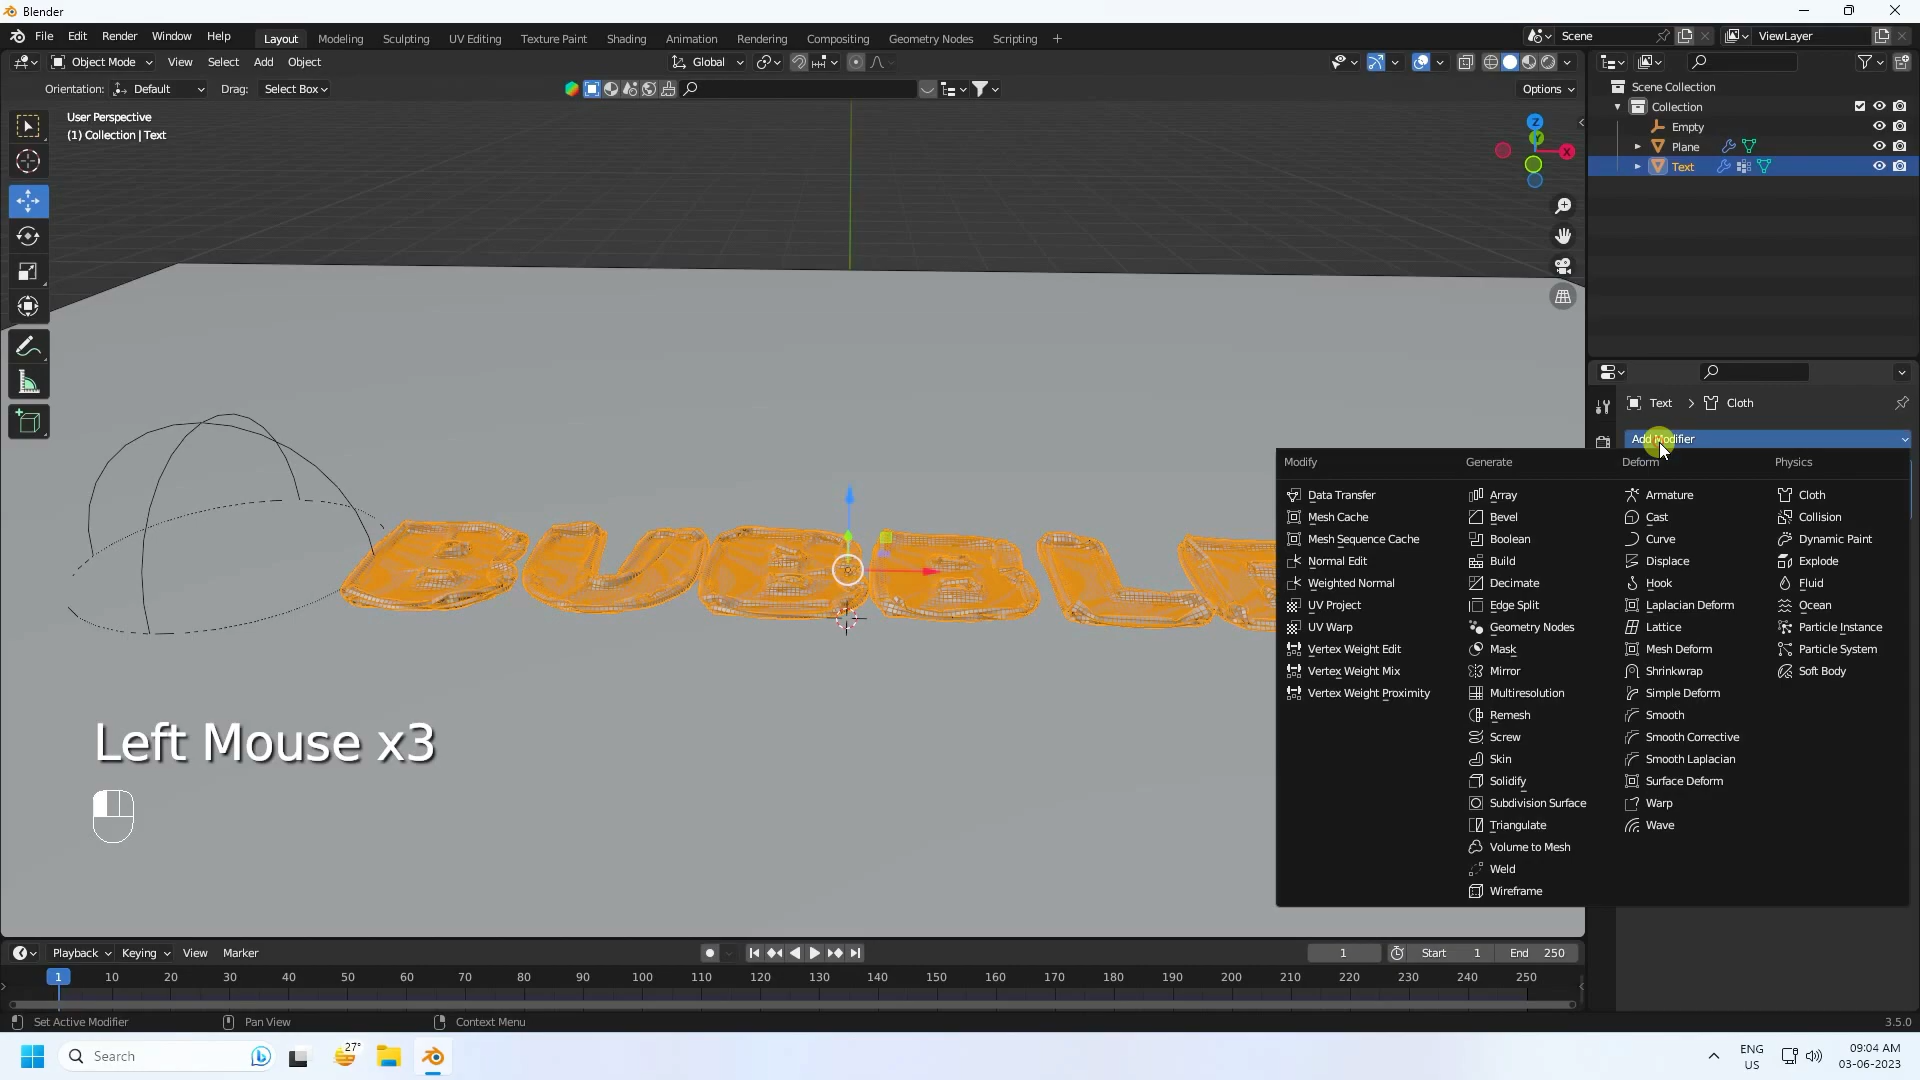 Blender
File Edit Render Window Help
Layout Modeling Sculpting UV Editing Texture Paint Shading Animation Rendering Compositing Geometry Nodes Scripting +
Scene
ViewLayer
Object Mode View Select Add Object
Global
Orientation: Default Drag: Select Box
Options
User Perspective
(1) Collection | Text
Z
Y
X
Scene Collection
Collection
Empty
Plane
Text
Text > Cloth
Add Modifier
Modify
Data Transfer
Mesh Cache
Mesh Sequence Cache
Normal Edit
Weighted Normal
UV Project
UV Warp
Vertex Weight Edit
Vertex Weight Mix
Vertex Weight Proximity
Generate
Array
Bevel
Boolean
Build
Decimate
Edge Split
Geometry Nodes
Mask
Mirror
Multiresolution
Remesh
Screw
Skin
Solidify
Subdivision Surface
Triangulate
Volume to Mesh
Weld
Wireframe
Deform
Armature
Cast
Curve
Displace
Hook
Laplacian Deform
Lattice
Mesh Deform
Shrinkwrap
Simple Deform
Smooth
Smooth Corrective
Smooth Laplacian
Surface Deform
Warp
Wave
Physics
Cloth
Collision
Dynamic Paint
Explode
Fluid
Ocean
Particle Instance
Particle System
Soft Body
BUBBL
Left Mouse x3
Playback Keying View Marker
1 Start 1 End 250
1 10 20 30 40 50 60 70 80 90 100 110 120 130 140 150 160 170 180 190 200 210 220 230 240 250
Set Active Modifier Pan View Context Menu 3.5.0
Search
27°
ENG
US
09:04 AM
03-06-2023